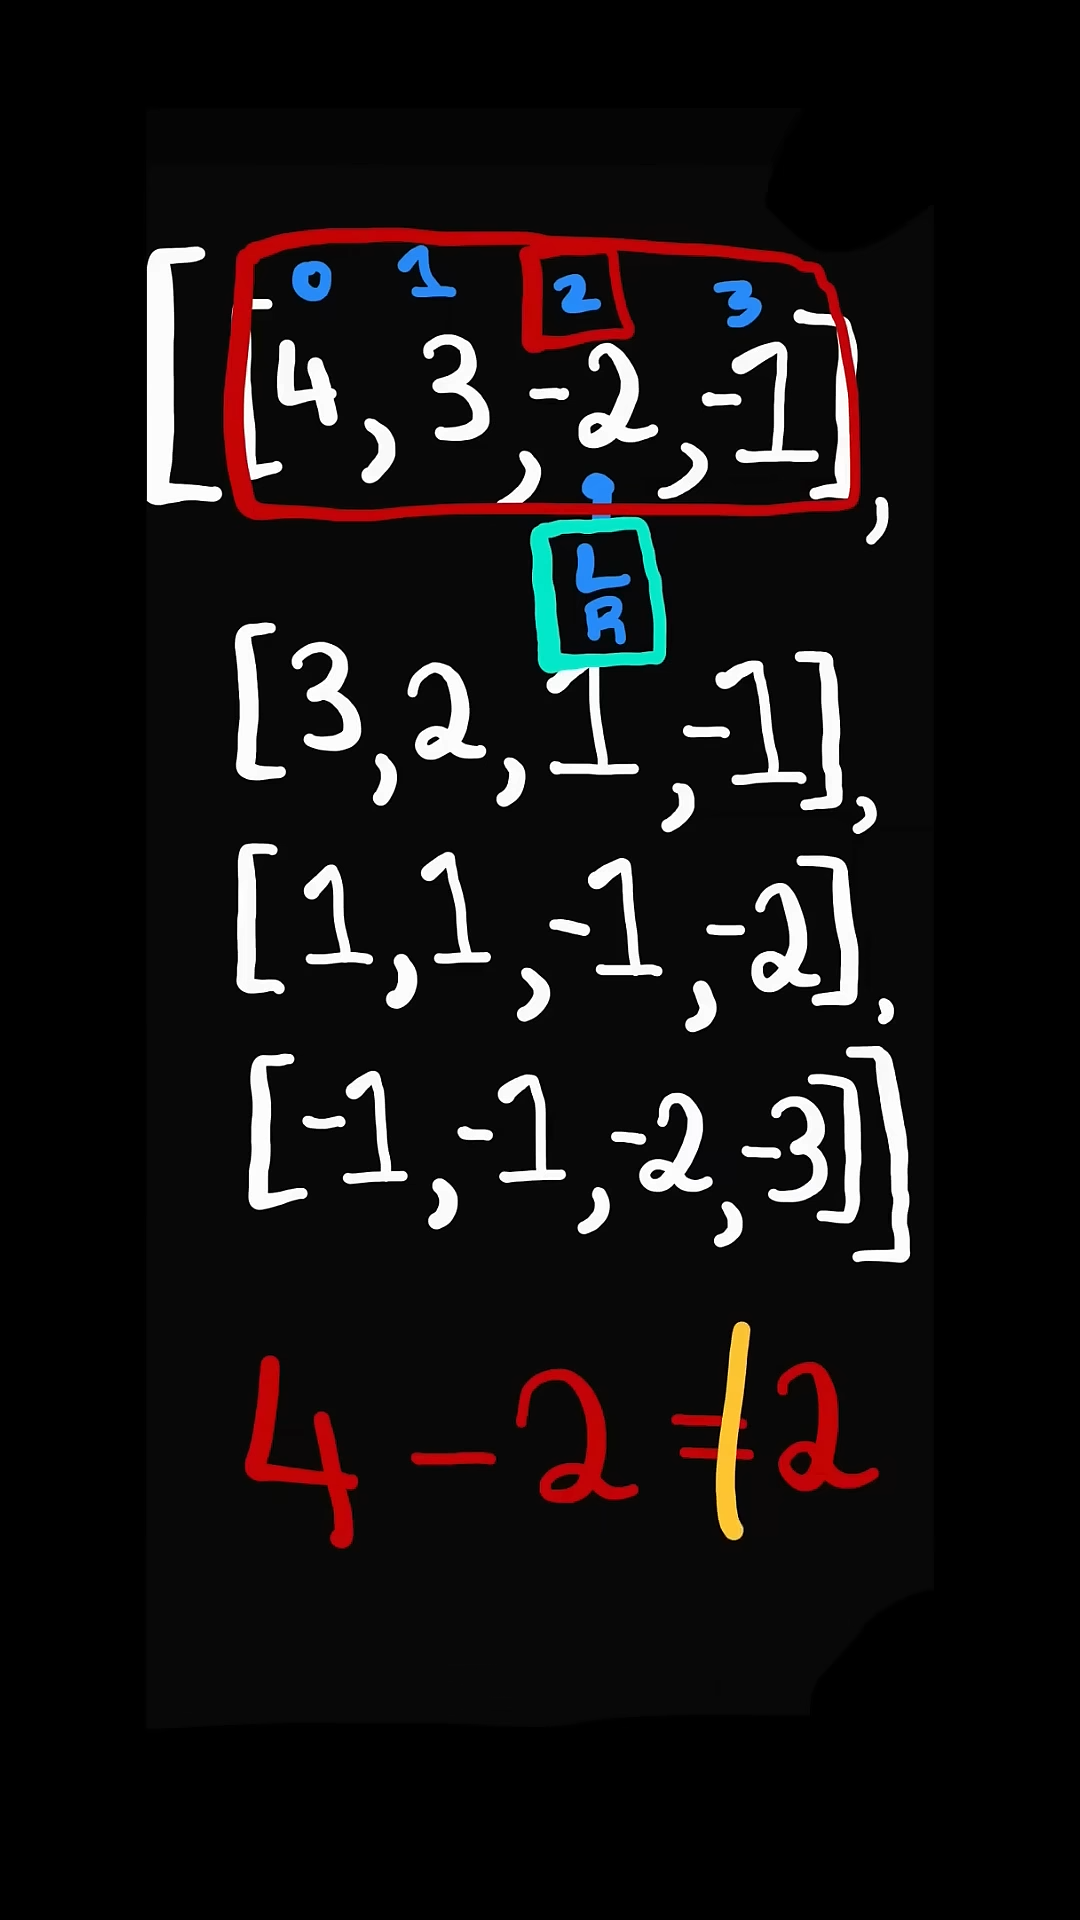 [ 0 1 2 3
[4, 3, -2, -1],
L
R
[3, 2, 1, -1],
[1, 1, -1, -2],
[-1, -1, -2, -3]]
4 - 2 = 2